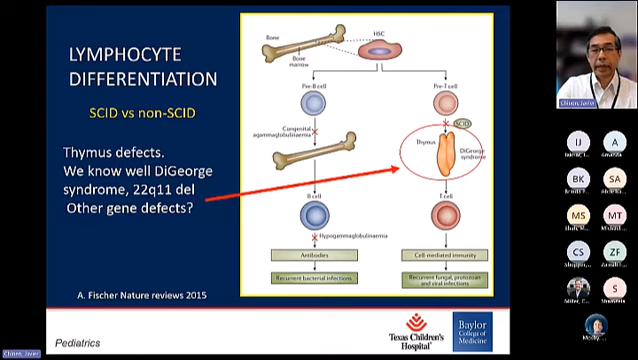 LYMPHOCYTE
DIFFERENTIATION
SCID vs non-SCID
Thymus defects.
We know well DiGeorge
syndrome, 22q11 del
Other gene defects?
A. Fischer Nature reviews 2015
Bone
Bone
marrow
HSC
Pre-B cell
Pre-T cell
Congenital
agammaglobulinaemia
SCID
Thymus
DiGeorge
syndrome
B cell
T cell
Hypogammaglobulinaemia
Antibodies
Cell-mediated immunity
Recurrent bacterial infections
Recurrent fungal, protozoan
and viral infections
Pediatrics
Texas Children's
Hospital
Baylor
College of
Medicine
Chinen, Javier
Chinen, Javier
IJ
A
BK
SA
MS
MT
CS
ZF
S